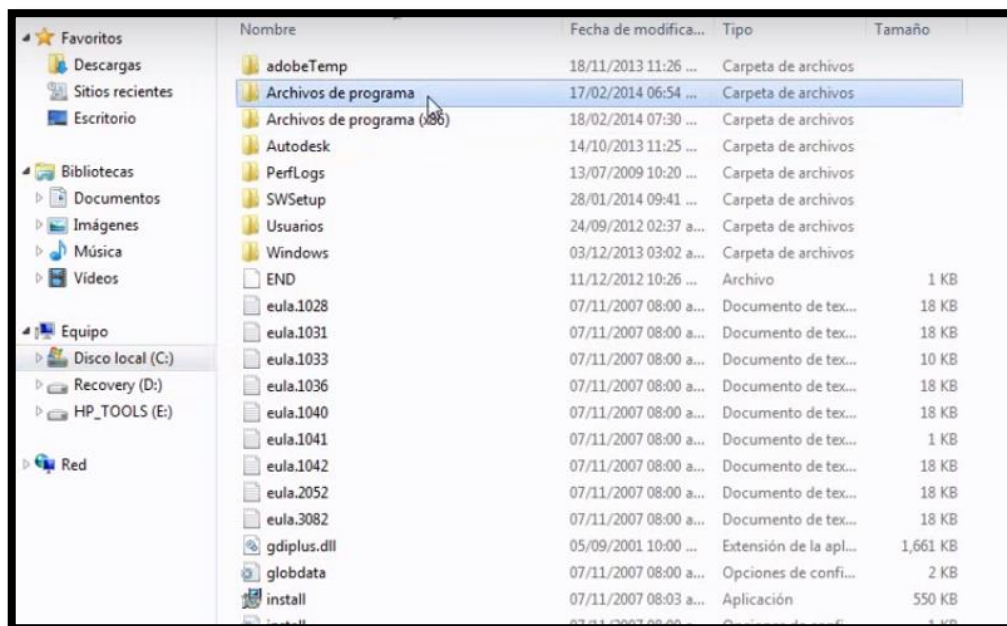 Favoritos
Descargas
Sitios recientes
Escritorio
Bibliotecas
Documentos
Imágenes
Música
Vídeos
Equipo
Disco local (C:)
Recovery (D:)
HP_TOOLS (E:)
Red
Nombre Fecha de modifica... Tipo Tamaño
adobeTemp 18/11/2013 11:26 ... Carpeta de archivos
Archivos de programa 17/02/2014 06:54 ... Carpeta de archivos
Archivos de programa (x86) 18/02/2014 07:30 ... Carpeta de archivos
Autodesk 14/10/2013 11:25 ... Carpeta de archivos
PerfLogs 13/07/2009 10:20 ... Carpeta de archivos
SWSetup 28/01/2014 09:41 ... Carpeta de archivos
Usuarios 24/09/2012 02:37 a... Carpeta de archivos
Windows 03/12/2013 03:02 a... Carpeta de archivos
END 11/12/2012 10:26 ... Archivo 1 KB
eula.1028 07/11/2007 08:00 a... Documento de tex... 18 KB
eula.1031 07/11/2007 08:00 a... Documento de tex... 18 KB
eula.1033 07/11/2007 08:00 a... Documento de tex... 10 KB
eula.1036 07/11/2007 08:00 a... Documento de tex... 18 KB
eula.1040 07/11/2007 08:00 a... Documento de tex... 18 KB
eula.1041 07/11/2007 08:00 a... Documento de tex... 1 KB
eula.1042 07/11/2007 08:00 a... Documento de tex... 18 KB
eula.2052 07/11/2007 08:00 a... Documento de tex... 18 KB
eula.3082 07/11/2007 08:00 a... Documento de tex... 18 KB
gdiplus.dll 05/09/2001 10:00 ... Extensión de la apl... 1,661 KB
globdata 07/11/2007 08:00 a... Opciones de confi... 2 KB
install 07/11/2007 08:03 a... Aplicación 550 KB